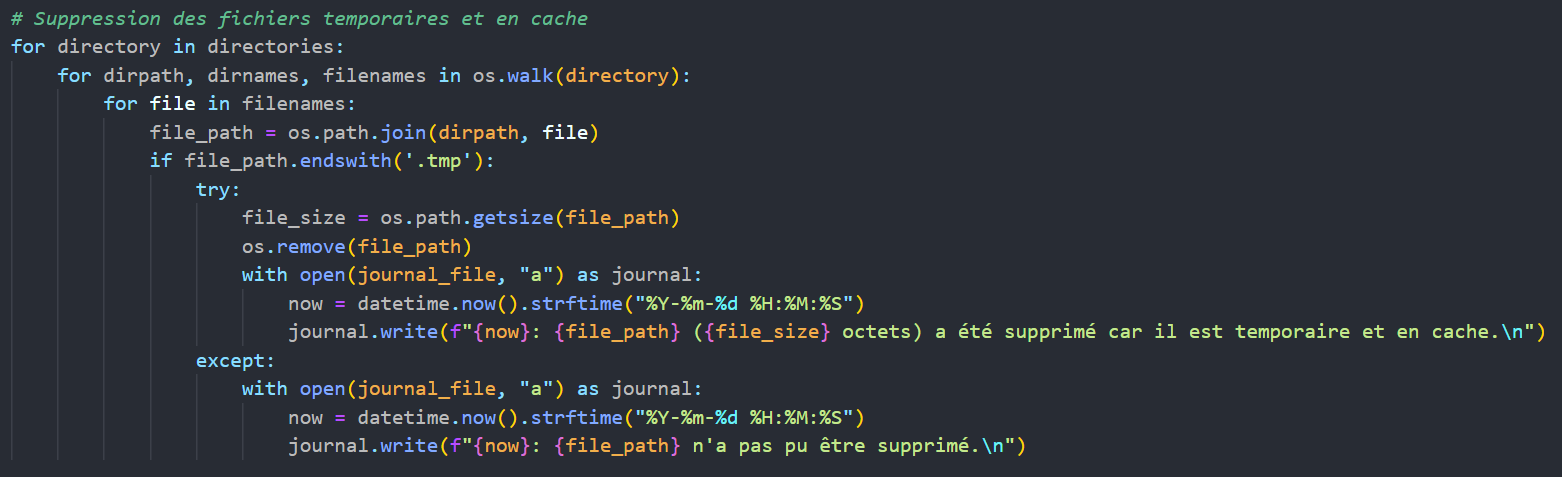 # Suppression des fichiers temporaires et en cache
for directory in directories:
    for dirpath, dirnames, filenames in os.walk(directory):
        for file in filenames:
            file_path = os.path.join(dirpath, file)
            if file_path.endswith('.tmp'):
                try:
                    file_size = os.path.getsize(file_path)
                    os.remove(file_path)
                    with open(journal_file, "a") as journal:
                        now = datetime.now().strftime("%Y-%m-%d %H:%M:%S")
                        journal.write(f"{now}: {file_path} ({file_size} octets) a été supprimé car il est temporaire et en cache.\n")
                except:
                    with open(journal_file, "a") as journal:
                        now = datetime.now().strftime("%Y-%m-%d %H:%M:%S")
                        journal.write(f"{now}: {file_path} n'a pas pu être supprimé.\n")